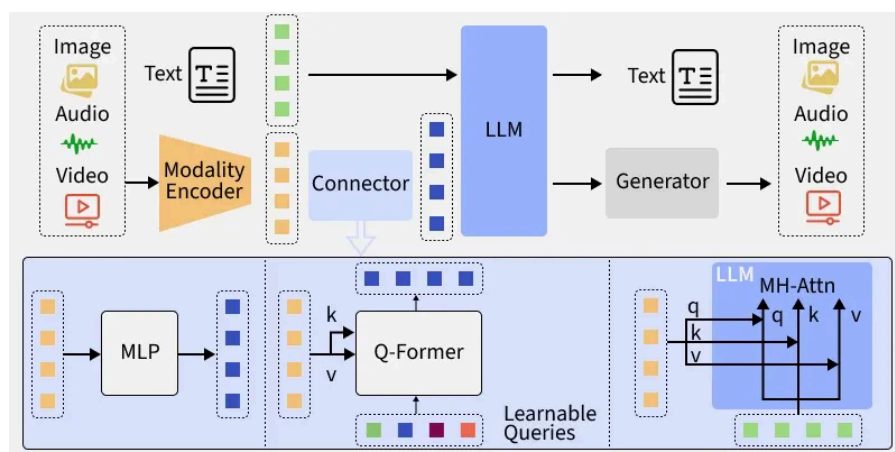 Image
Audio
Video
Text
T
Modality
Encoder
Connector
LLM
Text
T
Generator
Image
Audio
Video
MLP
k
v
Q-Former
Learnable
Queries
LLM
MH-Attn
q
k
v
q
k
v